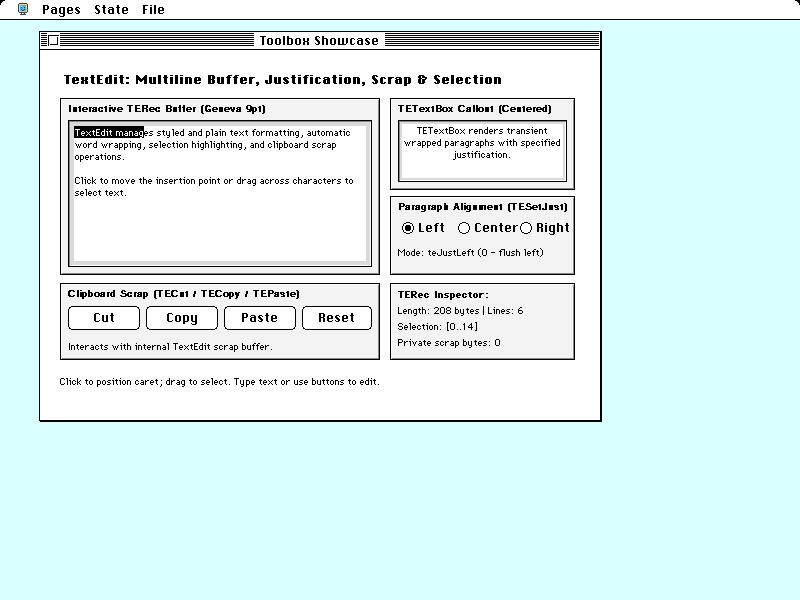 Pages State File
Toolbox Showcase
TextEdit: Multiline Buffer, Justification, Scrap & Selection
Interactive TERec Buffer (Geneva 9pt)
TextEdit manages styled and plain text formatting, automatic
word wrapping, selection highlighting, and clipboard scrap
operations.
Click to move the insertion point or drag across characters to
select text.
TETextBox Callout (Centered)
TETextBox renders transient
wrapped paragraphs with specified
justification.
Paragraph Alignment (TESetJust)
Left Center Right
Mode: teJustLeft (0 - flush left)
Clipboard Scrap (TECut / TECopy / TEPaste)
Cut Copy Paste Reset
Interacts with internal TextEdit scrap buffer.
TERec Inspector:
Length: 208 bytes | Lines: 6
Selection: [0..14]
Private scrap bytes: 0
Click to position caret; drag to select. Type text or use buttons to edit.